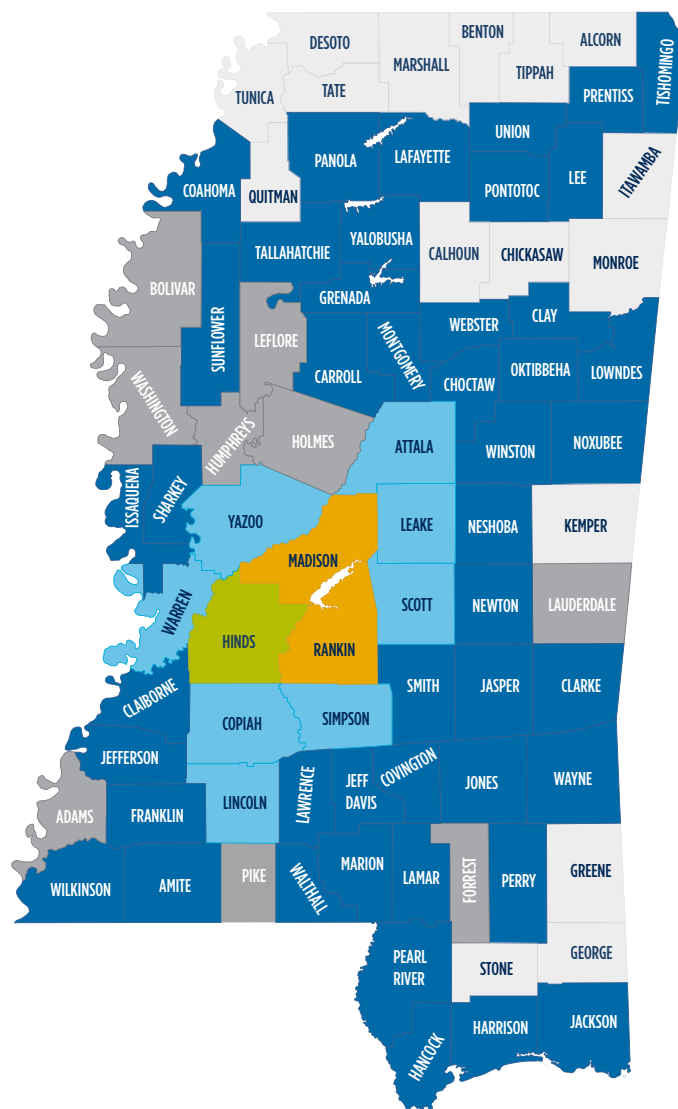 DESOTO
BENTON
ALCORN
MARSHALL
TIPPAH
TISHOMINGO
TUNICA
TATE
PRENTISS
UNION
PANOLA
LAFAYETTE
LEE
ITAWAMBA
COAHOMA
QUITMAN
PONTOTOC
TALLAHATCHIE
YALOBUSHA
CALHOUN
CHICKASAW
MONROE
BOLIVAR
GRENADA
SUNFLOWER
LEFLORE
MONTGOMERY
WEBSTER
CLAY
CARROLL
CHOCTAW
OKTIBBEHA
LOWNDES
WASHINGTON
HUMPHREYS
HOLMES
ATTALA
WINSTON
NOXUBEE
ISSAQUENA
SHARKEY
YAZOO
LEAKE
NESHOBA
KEMPER
MADISON
WARREN
SCOTT
NEWTON
LAUDERDALE
HINDS
RANKIN
CLAIBORNE
SMITH
JASPER
CLARKE
COPIAH
SIMPSON
JEFFERSON
LAWRENCE
JEFF
DAVIS
COVINGTON
JONES
WAYNE
ADAMS
FRANKLIN
LINCOLN
WILKINSON
AMITE
PIKE
WALTHALL
MARION
LAMAR
FORREST
PERRY
GREENE
PEARL
RIVER
STONE
GEORGE
HANCOCK
HARRISON
JACKSON